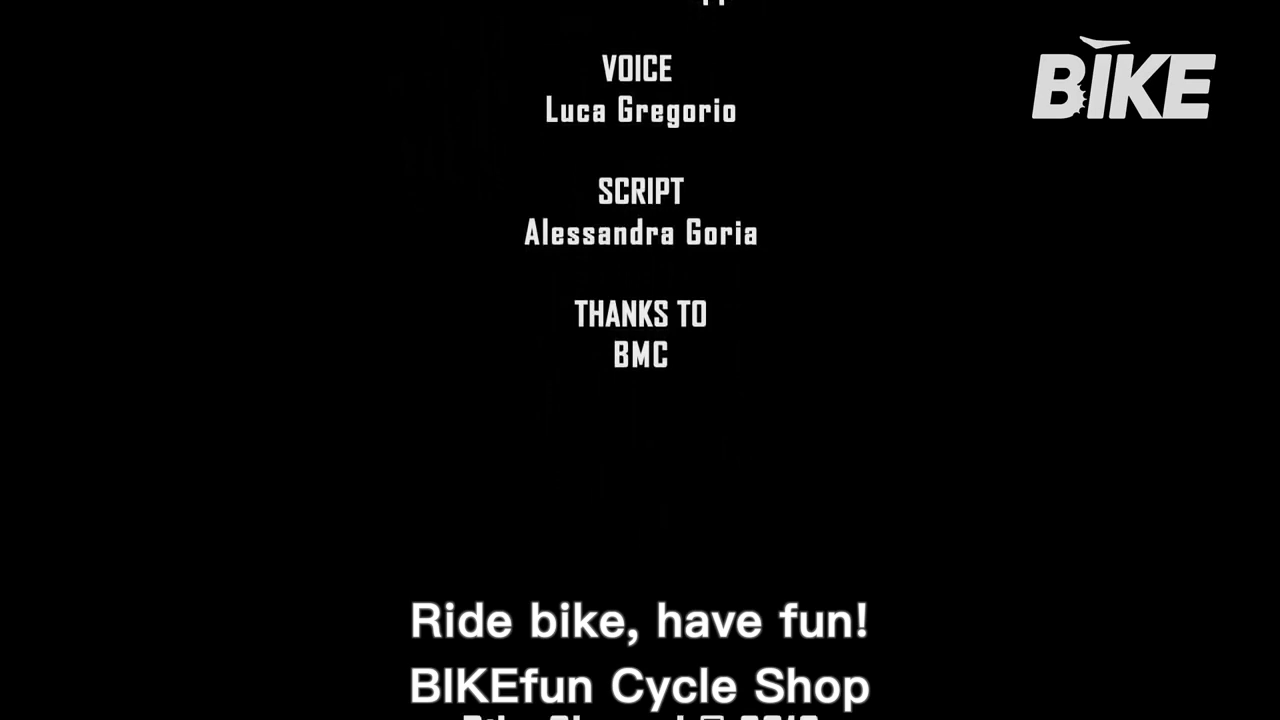 VOICE
BIKE
Luca Gregorio
SCRIPT
Alessandra Goria
THANKS TO
BMC
Ride bike, have fun!
BIKEfun Cycle Shop